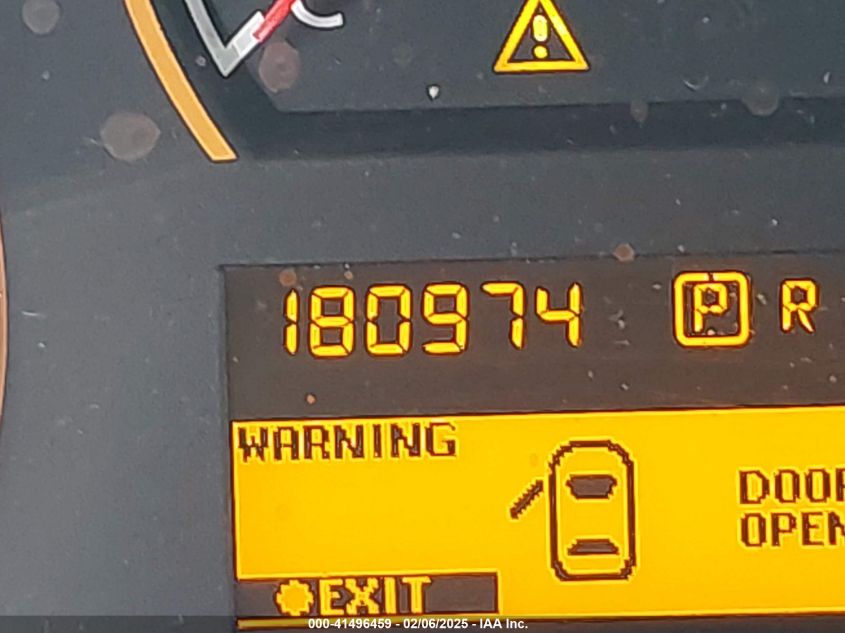 180974 P R
WARNING
DOOR
OPEN
EXIT
000-41496459 - 02/06/2025 - IAA Inc.